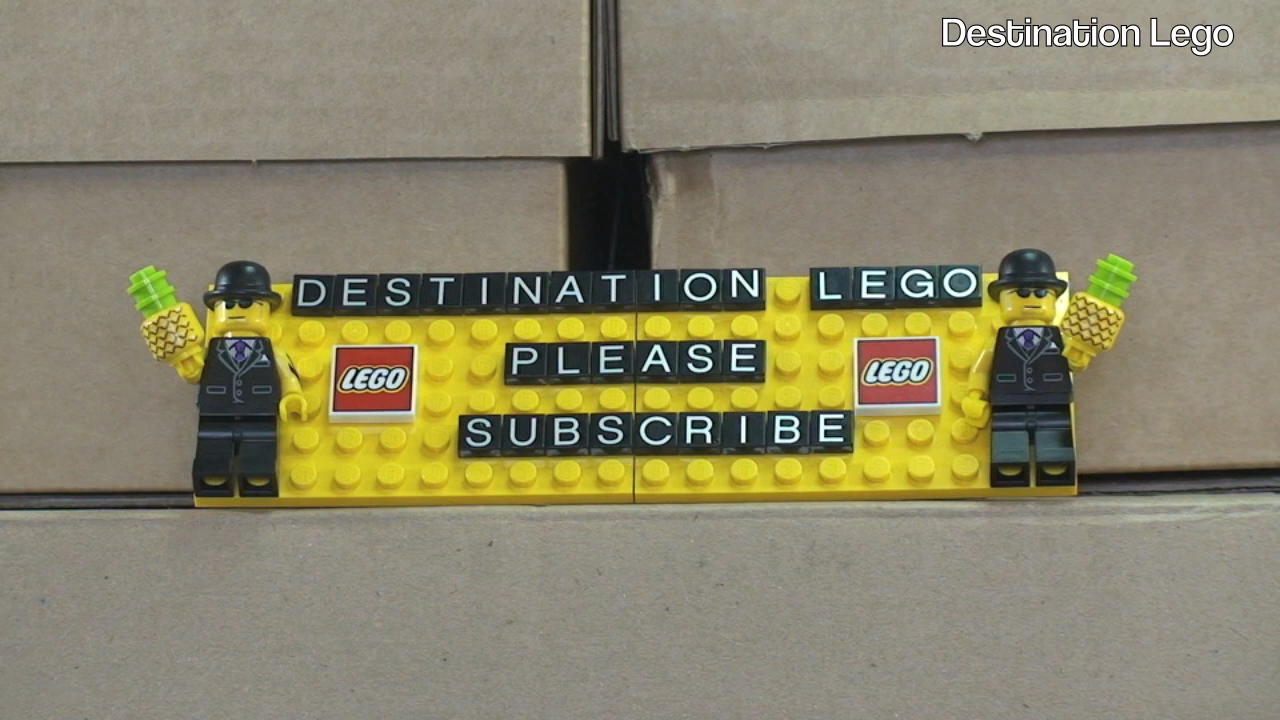 Destination Lego
DESTINATION LEGO
PLEASE
LEGO
LEGO
SUBSCRIBE